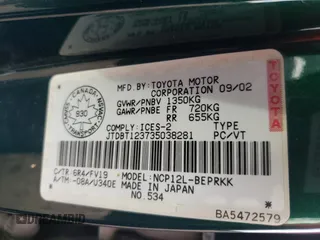 MFD.BY:TOYOTA MOTOR
CORPORATION 09/02
GVWR/PNBV 1350KG
GAWR/PNBE FR 720KG
RR 655KG
COMPLY:ICES-2
JTDBT123735038281 PC/VT
C/TR:6R4/FV19 MODEL:NCP12L-BEPRKK
A/TM:-08A/U340E MADE IN JAPAN
NO.534
BA5472579
TOYOTA
CANADA
930
TRANSPORT